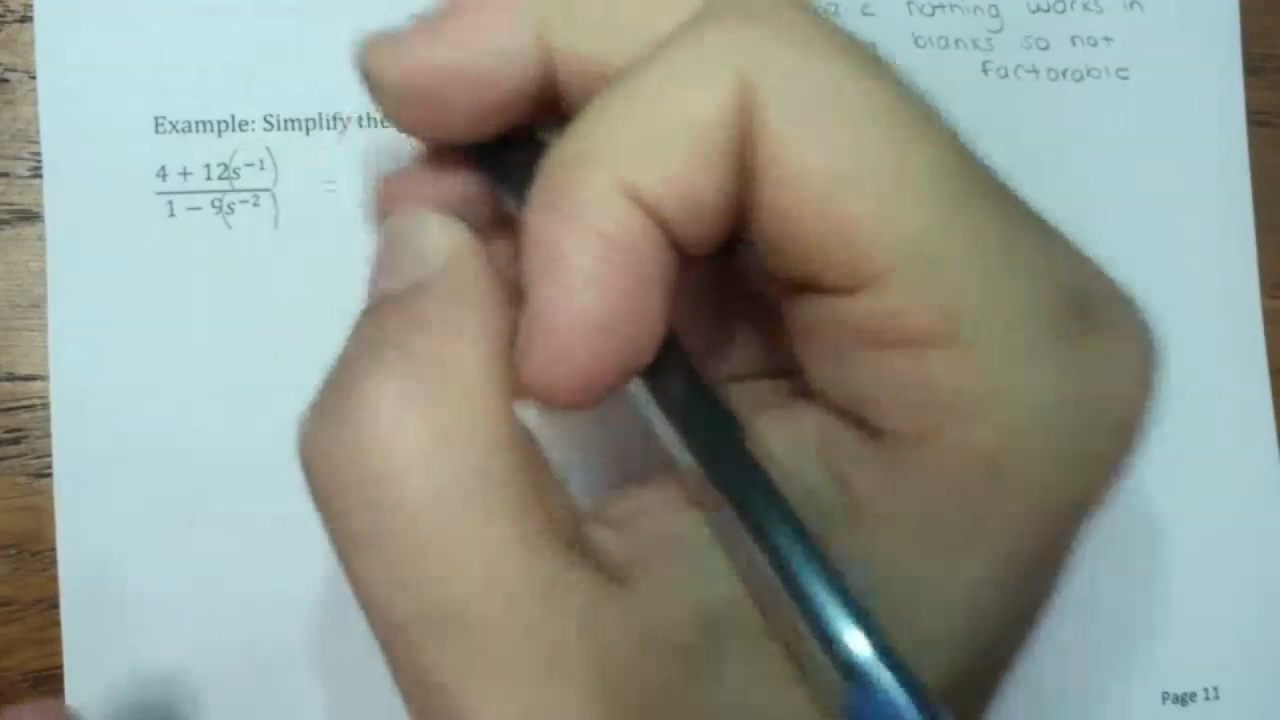 c nothing works in
blanks so not
factorable
Example: Simplify the
4 + 12(s⁻¹)
=
1 − 9(s⁻²)
Page 11